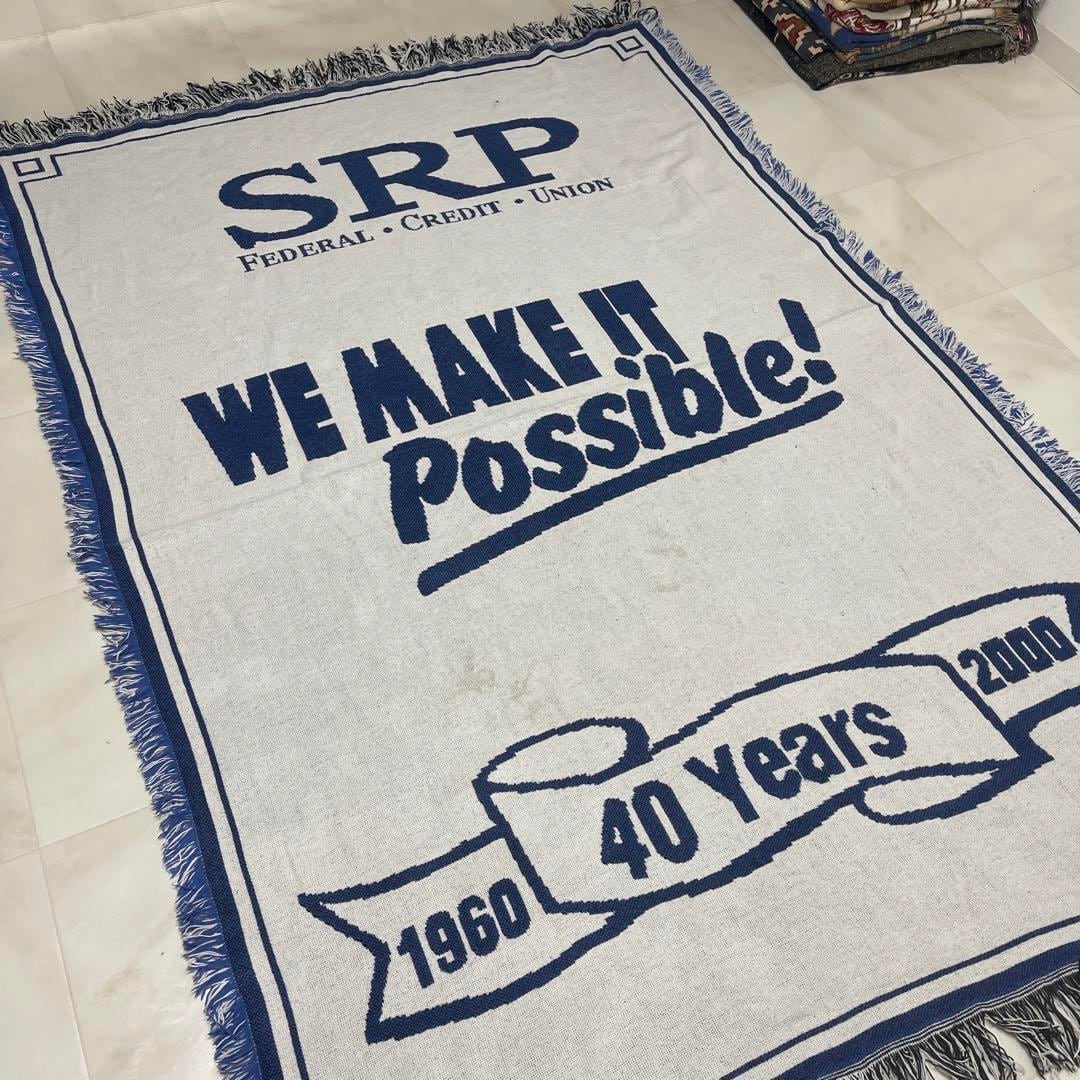 SRP
FEDERAL • CREDIT • UNION
WE MAKE IT
Possible!
2000
40 Years
1960